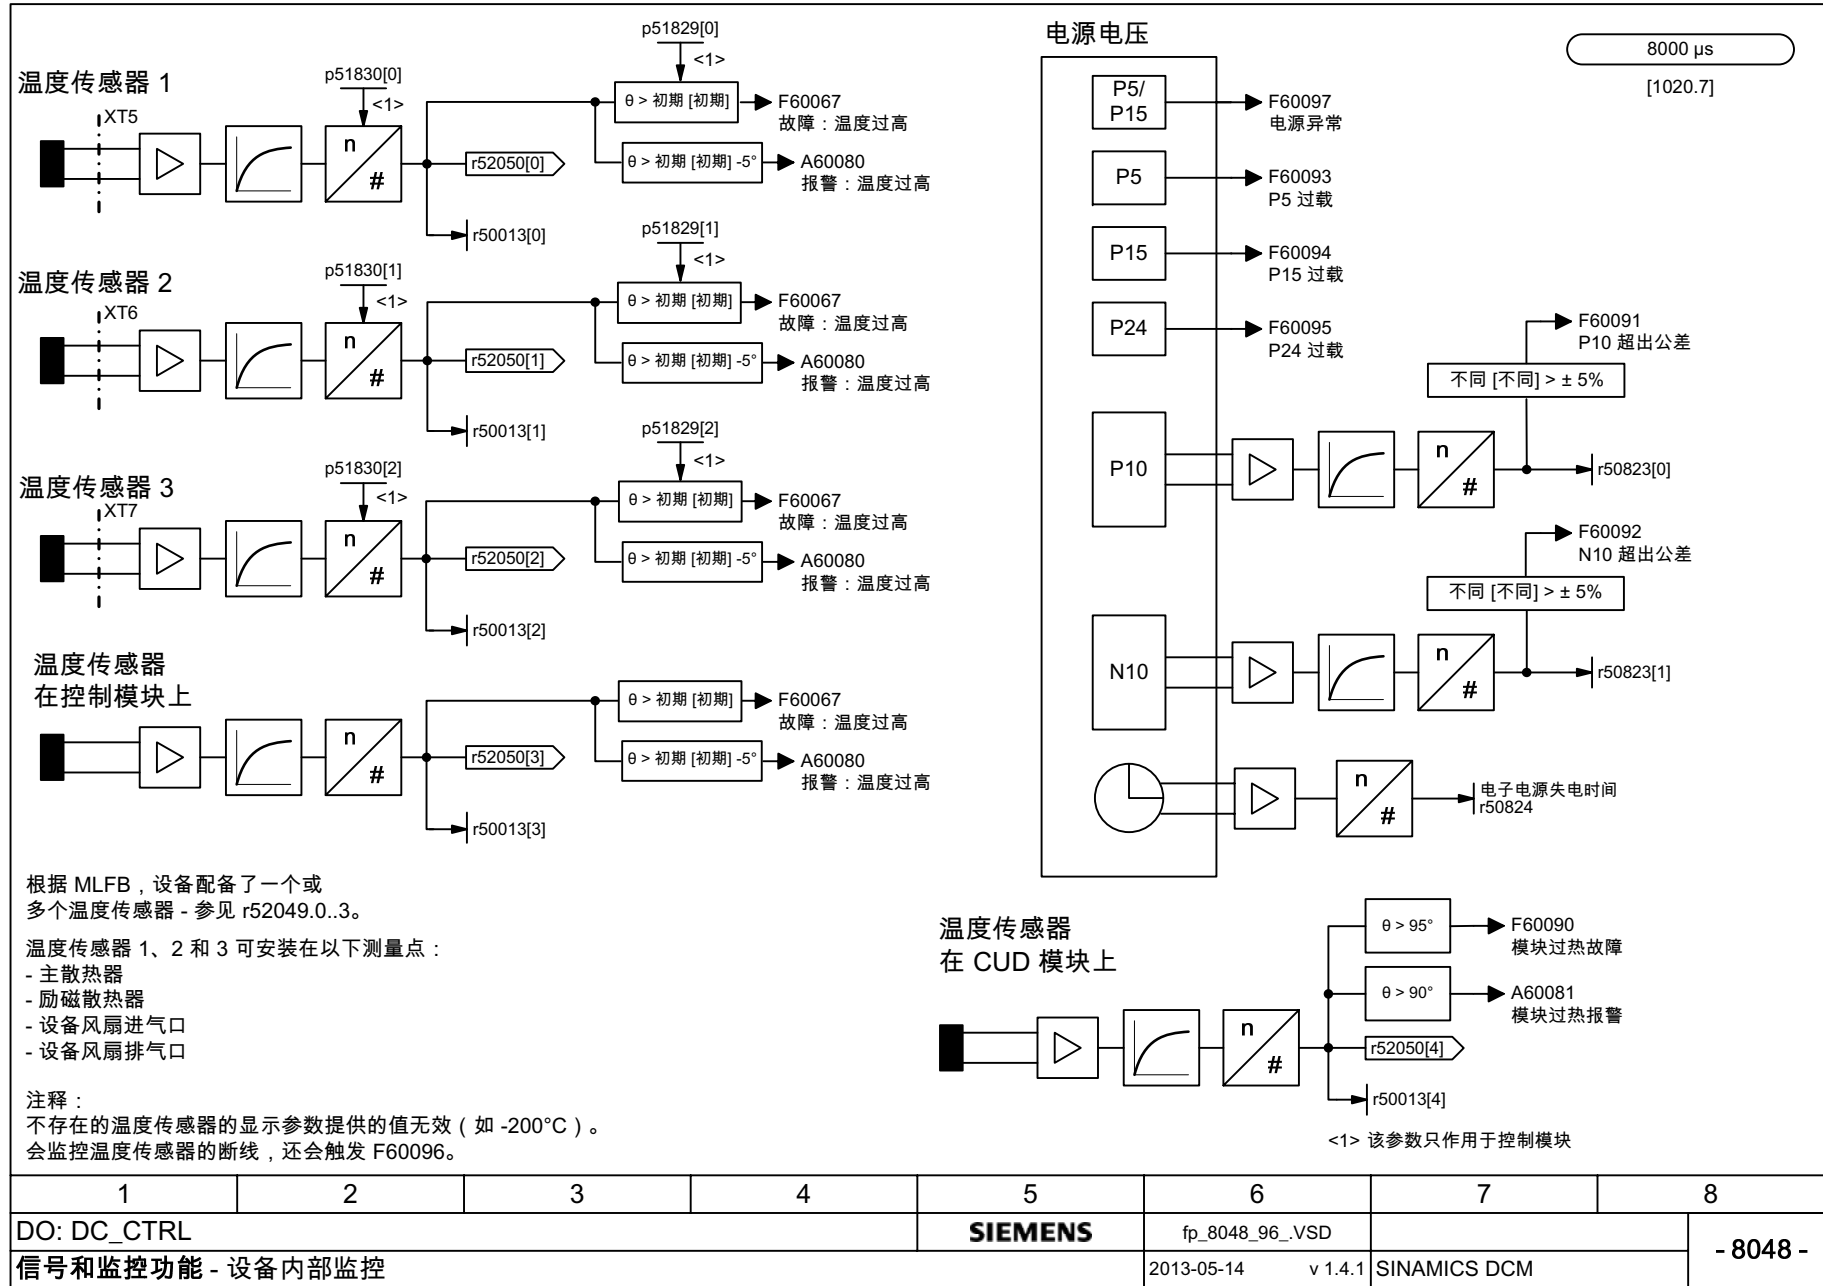 温度传感器 1
XT5
p51830[0]
<1>
n
#
p51829[0]
<1>
θ > 初期 [初期]
F60067
故障：温度过高
r52050[0]
θ > 初期 [初期] -5°
A60080
报警：温度过高
r50013[0]
温度传感器 2
XT6
p51830[1]
<1>
n
#
p51829[1]
<1>
θ > 初期 [初期]
F60067
故障：温度过高
r52050[1]
θ > 初期 [初期] -5°
A60080
报警：温度过高
r50013[1]
温度传感器 3
XT7
p51830[2]
<1>
n
#
p51829[2]
<1>
θ > 初期 [初期]
F60067
故障：温度过高
r52050[2]
θ > 初期 [初期] -5°
A60080
报警：温度过高
r50013[2]
温度传感器
在控制模块上
n
#
θ > 初期 [初期]
F60067
故障：温度过高
r52050[3]
θ > 初期 [初期] -5°
A60080
报警：温度过高
r50013[3]
根据 MLFB，设备配备了一个或
多个温度传感器 - 参见 r52049.0..3。
温度传感器 1、2 和 3 可安装在以下测量点：
- 主散热器
- 励磁散热器
- 设备风扇进气口
- 设备风扇排气口
注释：
不存在的温度传感器的显示参数提供的值无效（如 -200°C）。
会监控温度传感器的断线，还会触发 F60096。
电源电压
8000 µs
[1020.7]
P5/
P15
F60097
电源异常
P5
F60093
P5 过载
P15
F60094
P15 过载
P24
F60095
P24 过载
F60091
P10 超出公差
不同 [不同] > ± 5%
P10
n
#
r50823[0]
F60092
N10 超出公差
不同 [不同] > ± 5%
N10
n
#
r50823[1]
n
#
电子电源失电时间
r50824
温度传感器
在 CUD 模块上
n
#
θ > 95°
F60090
模块过热故障
θ > 90°
A60081
模块过热报警
r52050[4]
r50013[4]
<1> 该参数只作用于控制模块
1 2 3 4 5 6 7 8
DO: DC_CTRL
SIEMENS
fp_8048_96_.VSD
- 8048 -
信号和监控功能 - 设备内部监控
2013-05-14 v 1.4.1
SINAMICS DCM